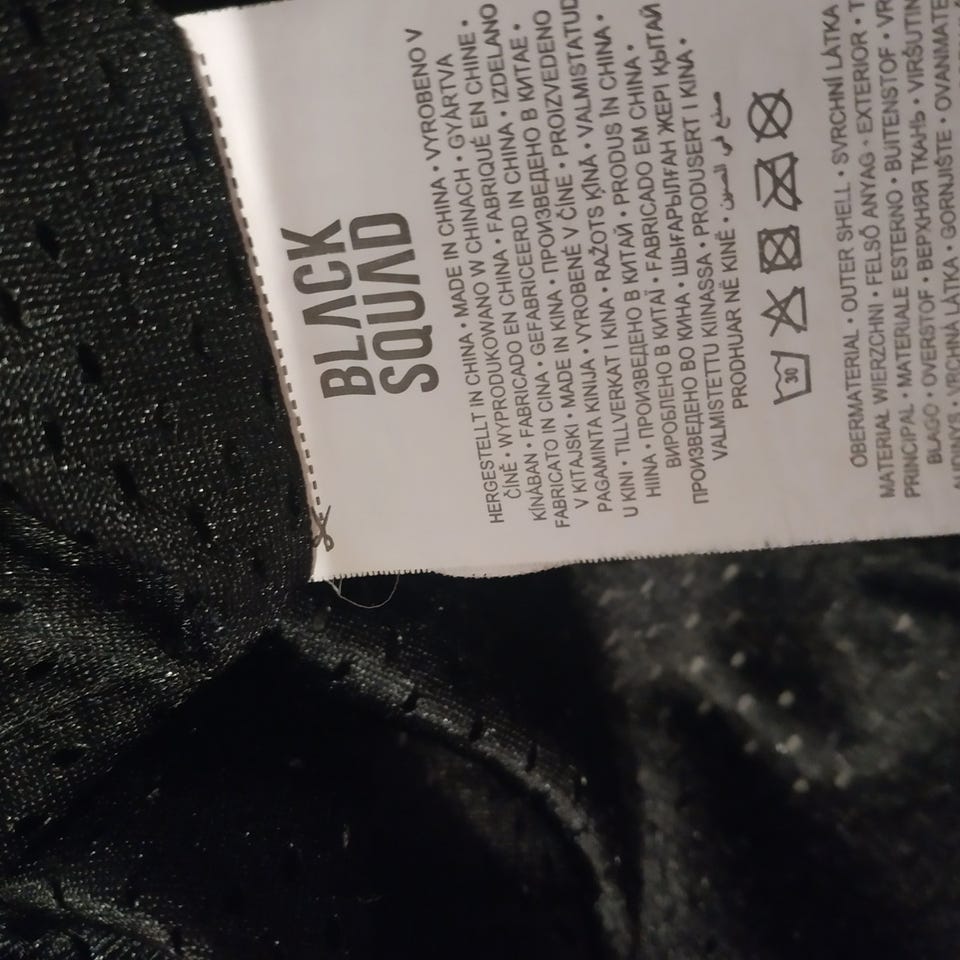 BLACK
SQUAD
HERGESTELLT IN CHINA • MADE IN CHINA • VYROBENO V
ČÍNĚ • WYPRODUKOWANO W CHINACH • GYÁRTVA
KÍNÁBAN • FABRICADO EN CHINA • FABRIQUÉ EN CHINE •
FABRICATO IN CINA • GEFABRICEERD IN CHINA • IZDELANO
V KITAJSKI • MADE IN KINA • ПРОИЗВЕДЕНО В КИТАЕ •
PAGAMINTA KINIJA • VYROBENÉ V ČÍNE • PROIZVEDENO
U KINI • TILLVERKAT I KINA • RAŽOTS ĶĪNĀ • VALMISTATUD
HIINA • ПРОИЗВЕДЕНО В КИТАЙ • PRODUS ÎN CHINA •
ВИРОБЛЕНО В КИТАЇ • FABRICADO EM CHINA •
ПРОИЗВЕДЕНО ВО КИНА • ШЫҒАРЫЛҒАН ЖЕРІ ҚЫТАЙ
VALMISTETTU KIINASSA • PRODUSERT I KINA •
PRODHUAR NË KINË • صنع في الصين
30
OBERMATERIAL • OUTER SHELL • SVRCHNÍ LÁTKA
MATERIAŁ WIERZCHNI • FELSŐ ANYAG • EXTERIOR • T
PRINCIPAL • MATERIALE ESTERNO • BUITENSTOF • VR
BLAGO • OVERSTOF • ВЕРХНЯЯ ТКАНЬ • VIRŠUTIN
VRCHNÁ LÁTKA • GORNJIŠTE • OVANMATE